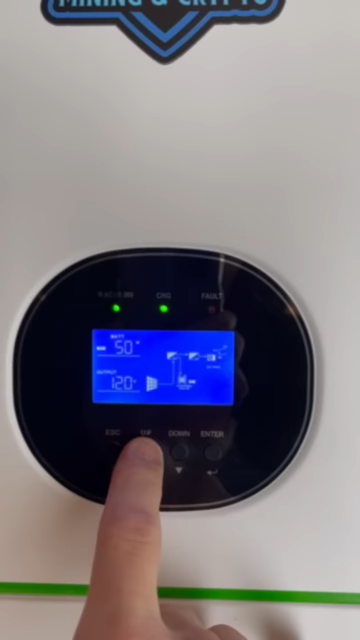 MINING & CRYPTO
CHG
FAULT
BATT
50
OUTPUT
120
ESC
UP
DOWN
ENTER